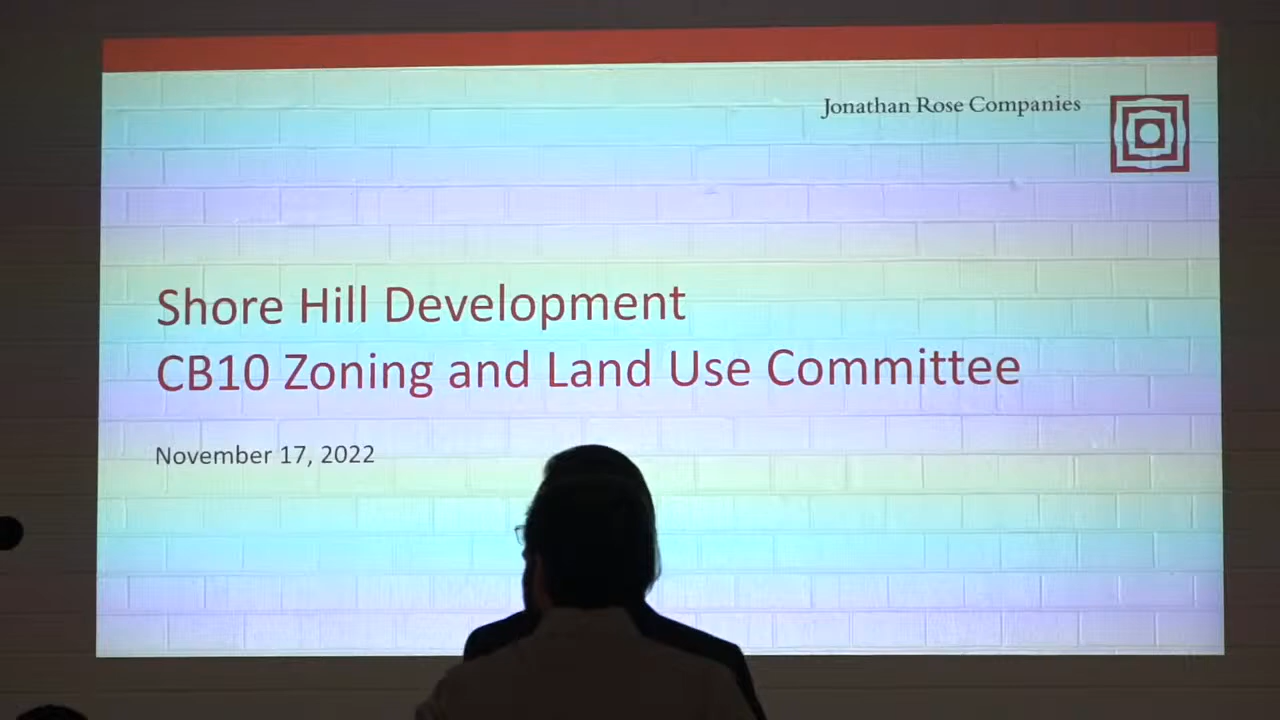 Jonathan Rose Companies
Shore Hill Development
CB10 Zoning and Land Use Committee
November 17, 2022